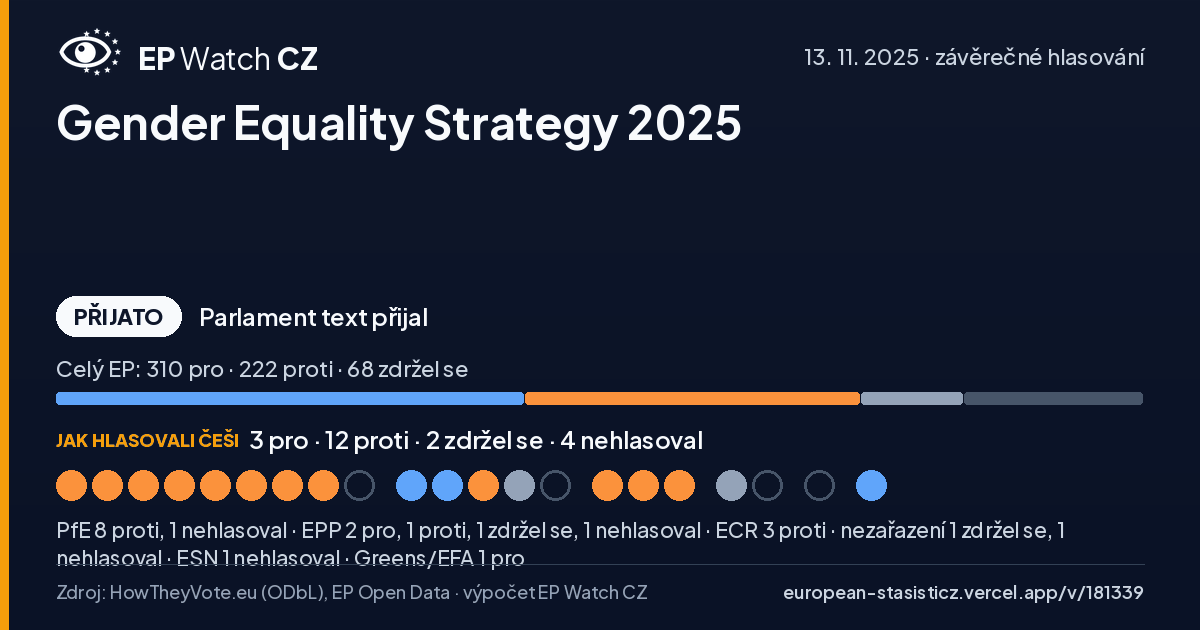 EP Watch CZ
13. 11. 2025 · závěrečné hlasování
Gender Equality Strategy 2025
PŘIJATO
Parlament text přijal
Celý EP: 310 pro · 222 proti · 68 zdržel se
JAK HLASOVALI ČEŠI 3 pro · 12 proti · 2 zdržel se · 4 nehlasoval
PfE 8 proti, 1 nehlasoval · EPP 2 pro, 1 proti, 1 zdržel se, 1 nehlasoval · ECR 3 proti · nezařazení 1 zdržel se, 1
nehlasoval · ESN 1 nehlasoval · Greens/EFA 1 pro
Zdroj: HowTheyVote.eu (ODbL), EP Open Data · výpočet EP Watch CZ
european-stasisticz.vercel.app/v/181339